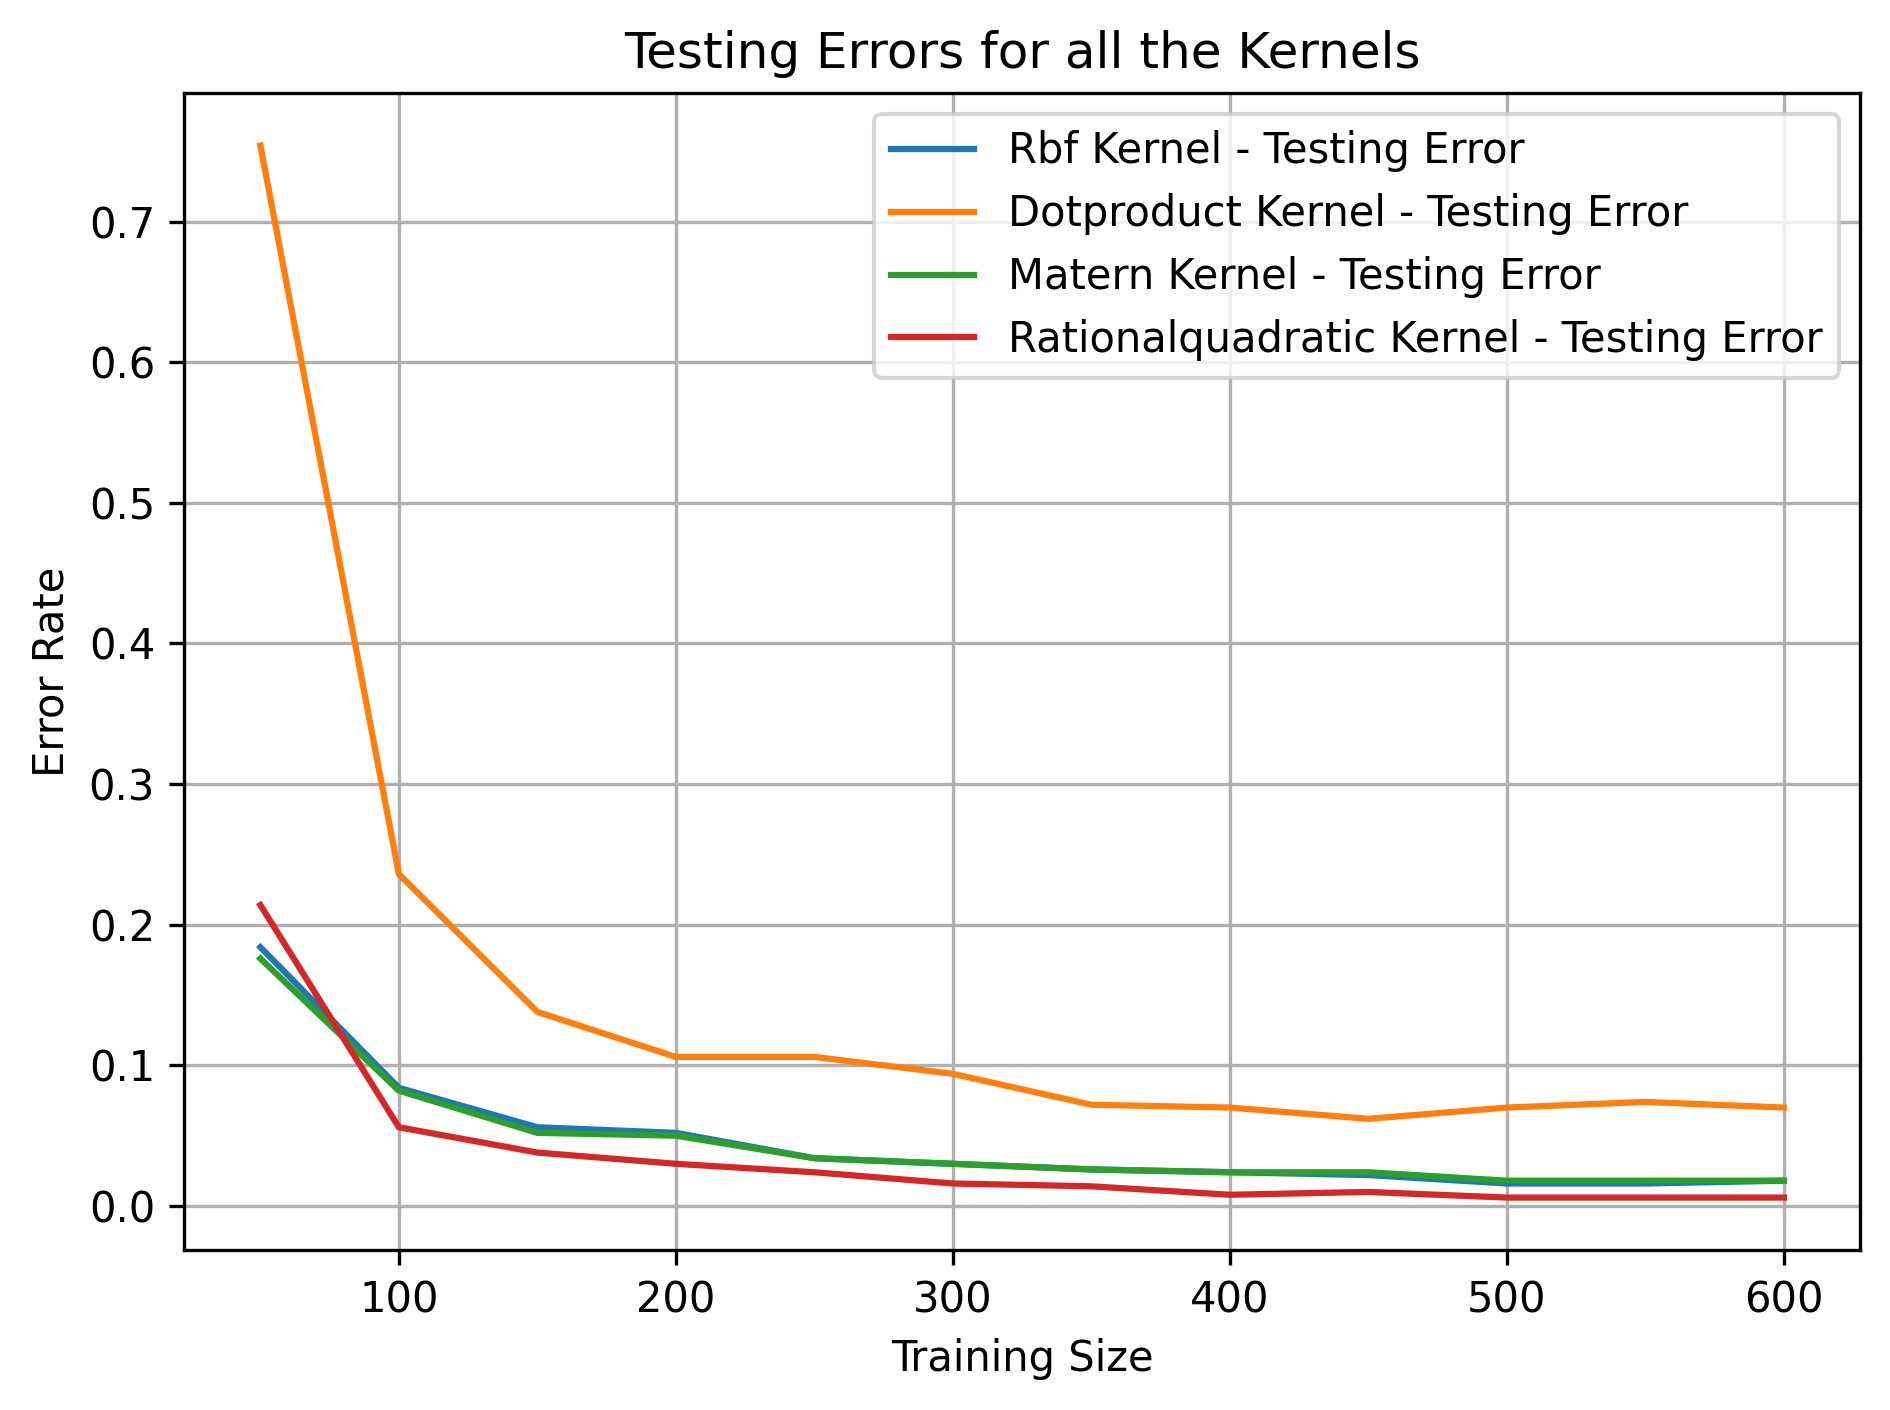 Testing Errors for all the Kernels
Rbf Kernel - Testing Error
Dotproduct Kernel - Testing Error
Matern Kernel - Testing Error
Rationalquadratic Kernel - Testing Error
Error Rate
0.7
0.6
0.5
0.4
0.3
0.2
0.1
0.0
100 200 300 400 500 600
Training Size